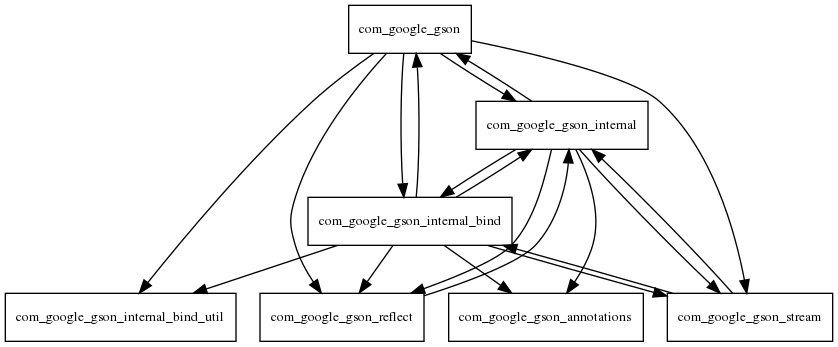 com_google_gson
com_google_gson_internal
com_google_gson_internal_bind
com_google_gson_internal_bind_util
com_google_gson_reflect
com_google_gson_annotations
com_google_gson_stream